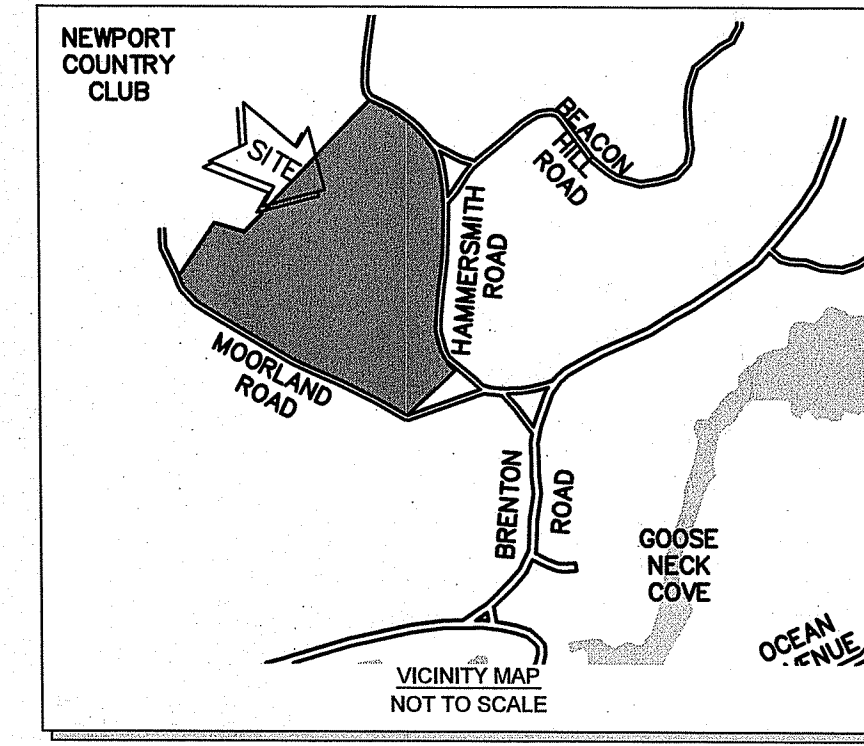 NEWPORT
COUNTRY
CLUB
SITE
BEACON
HILL
ROAD
HAMMERSMITH
ROAD
MOORLAND
ROAD
BRENTON
ROAD
GOOSE
NECK
COVE
OCEAN
VICINITY MAP
NOT TO SCALE